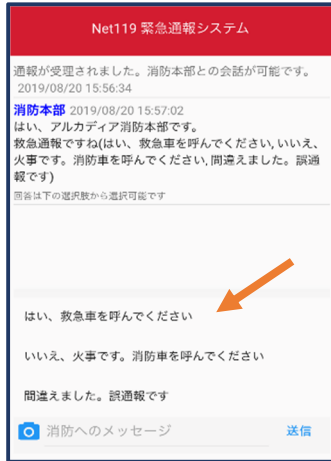 Net119 緊急通報システム
通報が受理されました。消防本部との会話が可能です。
2019/08/20 15:56:34
消防本部 2019/08/20 15:57:02
はい、アルカディア消防本部です。
救急通報ですね(はい、救急車を呼んでください, いいえ、
火事です。消防車を呼んでください, 間違えました。誤通
報です)
回答は下の選択肢から選択可能です
はい、救急車を呼んでください
いいえ、火事です。消防車を呼んでください
間違えました。誤通報です
消防へのメッセージ
送信